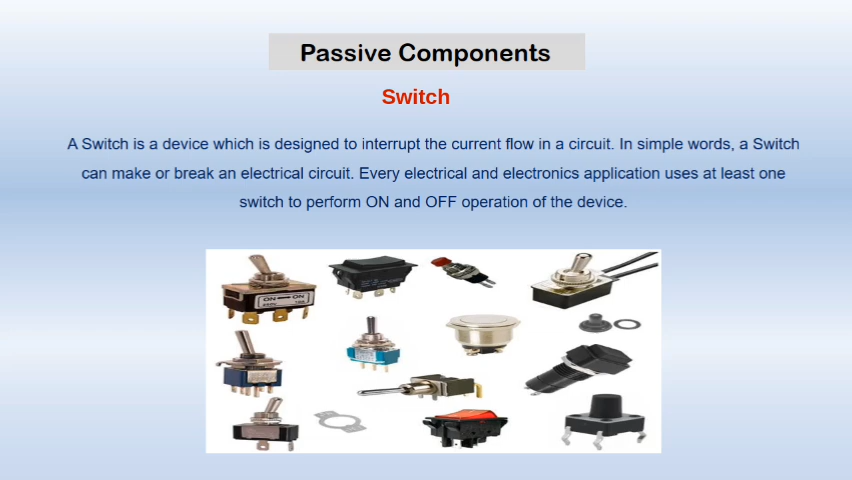 Passive Components
Switch
A Switch is a device which is designed to interrupt the current flow in a circuit. In simple words, a Switch
can make or break an electrical circuit. Every electrical and electronics application uses at least one
switch to perform ON and OFF operation of the device.
ON ON